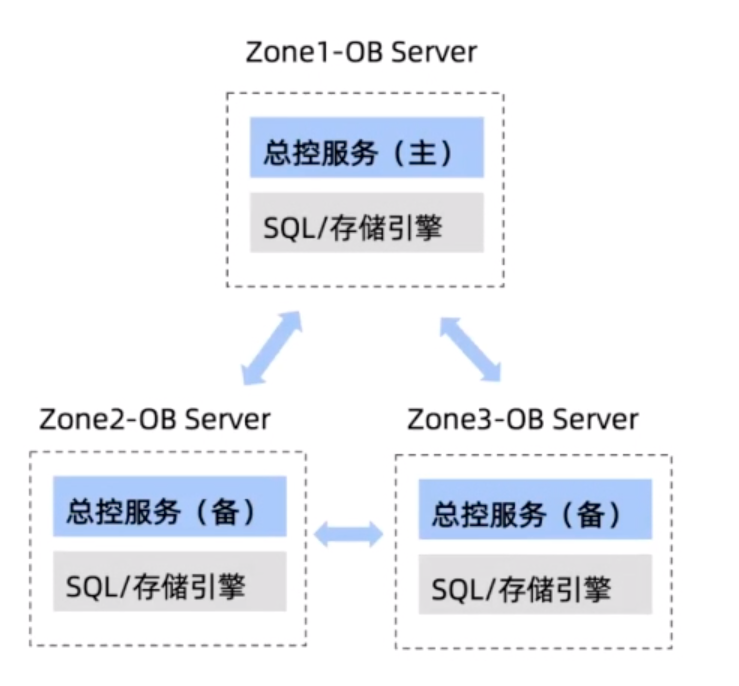 Zone1-OB Server
总控服务（主）
SQL/存储引擎
Zone2-OB Server
总控服务（备）
SQL/存储引擎
Zone3-OB Server
总控服务（备）
SQL/存储引擎